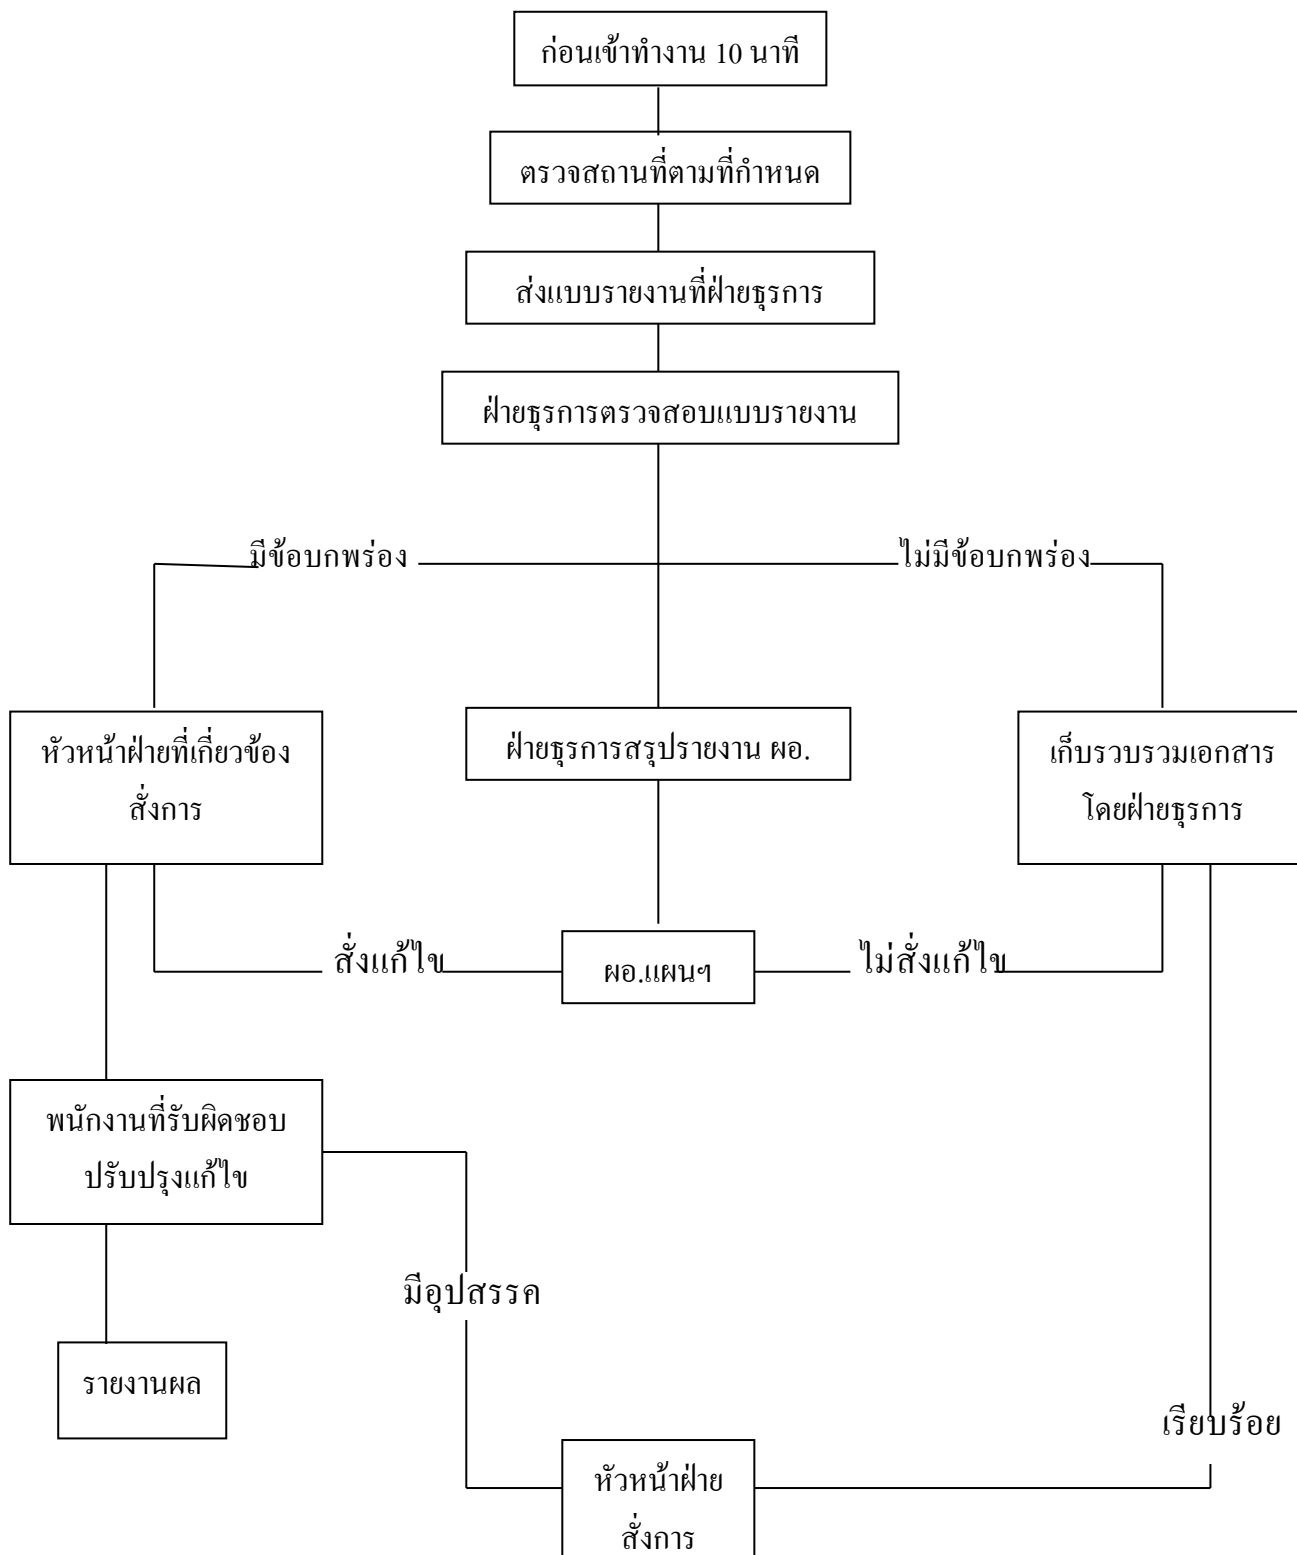 ก่อนเข้าทำงาน 10 นาที
ตรวจสถานที่ตามที่กำหนด
ส่งแบบรายงานที่ฝ่ายธุรการ
ฝ่ายธุรการตรวจสอบแบบรายงาน
มีข้อบกพร่อง
ไม่มีข้อบกพร่อง
หัวหน้าฝ่ายที่เกี่ยวข้อง
สั่งการ
ฝ่ายธุรการสรุปรายงาน ผอ.
เก็บรวบรวมเอกสาร
โดยฝ่ายธุรการ
สั่งแก้ไข
ผอ.แผนฯ
ไม่สั่งแก้ไข
พนักงานที่รับผิดชอบ
ปรับปรุงแก้ไข
มีอุปสรรค
รายงานผล
เรียบร้อย
หัวหน้าฝ่าย
สั่งการ